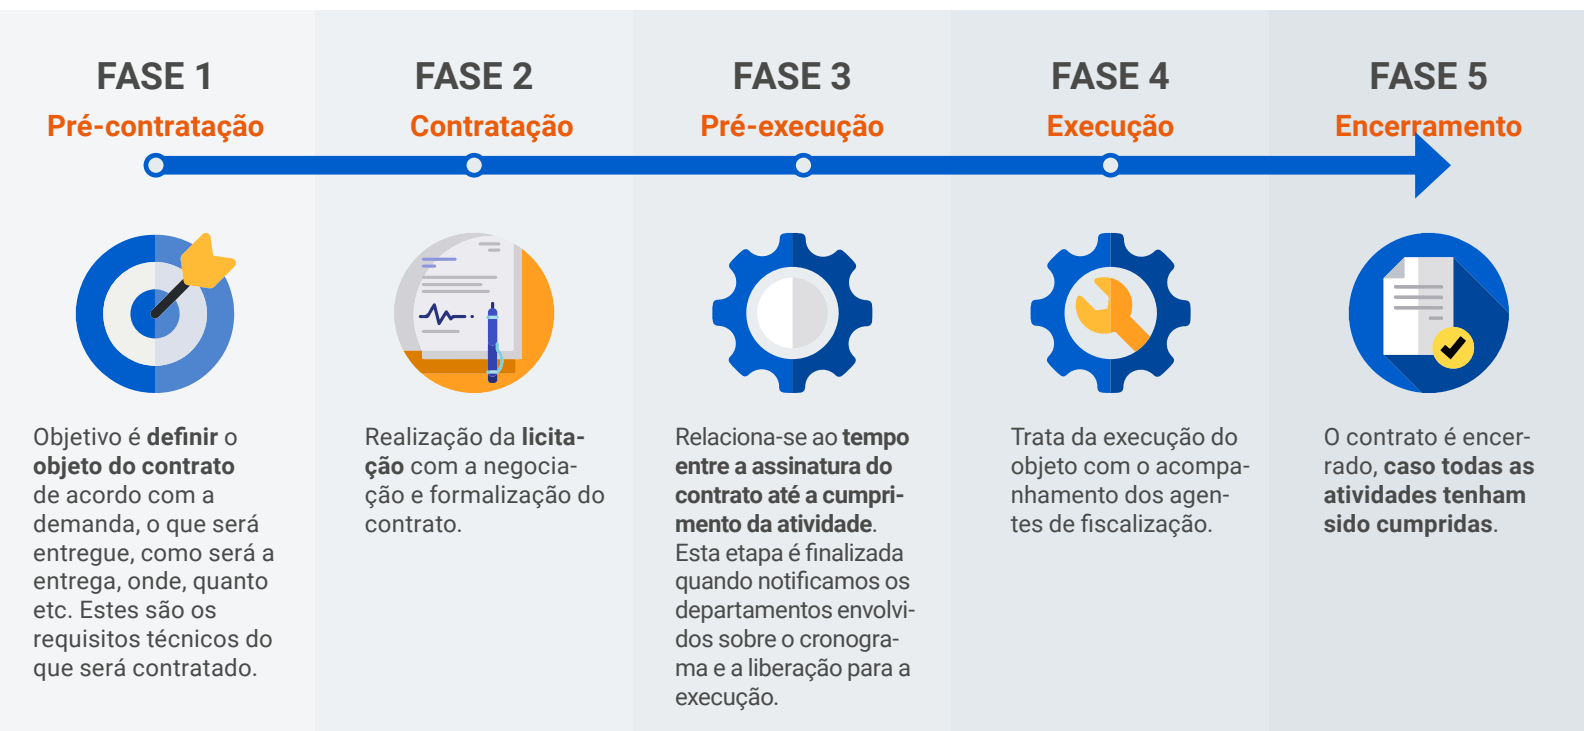 FASE 1
Pré-contratação
Objetivo é definir o
objeto do contrato
de acordo com a
demanda, o que será
entregue, como será a
entrega, onde, quanto
etc. Estes são os
requisitos técnicos do
que será contratado.
FASE 2
Contratação
Realização da licita-
ção com a negocia-
ção e formalização do
contrato.
FASE 3
Pré-execução
Relaciona-se ao tempo
entre a assinatura do
contrato até a cumpri-
mento da atividade.
Esta etapa é finalizada
quando notificamos os
departamentos envolvi-
dos sobre o cronogra-
ma e a liberação para a
execução.
FASE 4
Execução
Trata da execução do
objeto com o acompa-
nhamento dos agen-
tes de fiscalização.
FASE 5
Encerramento
O contrato é encer-
rado, caso todas as
atividades tenham
sido cumpridas.